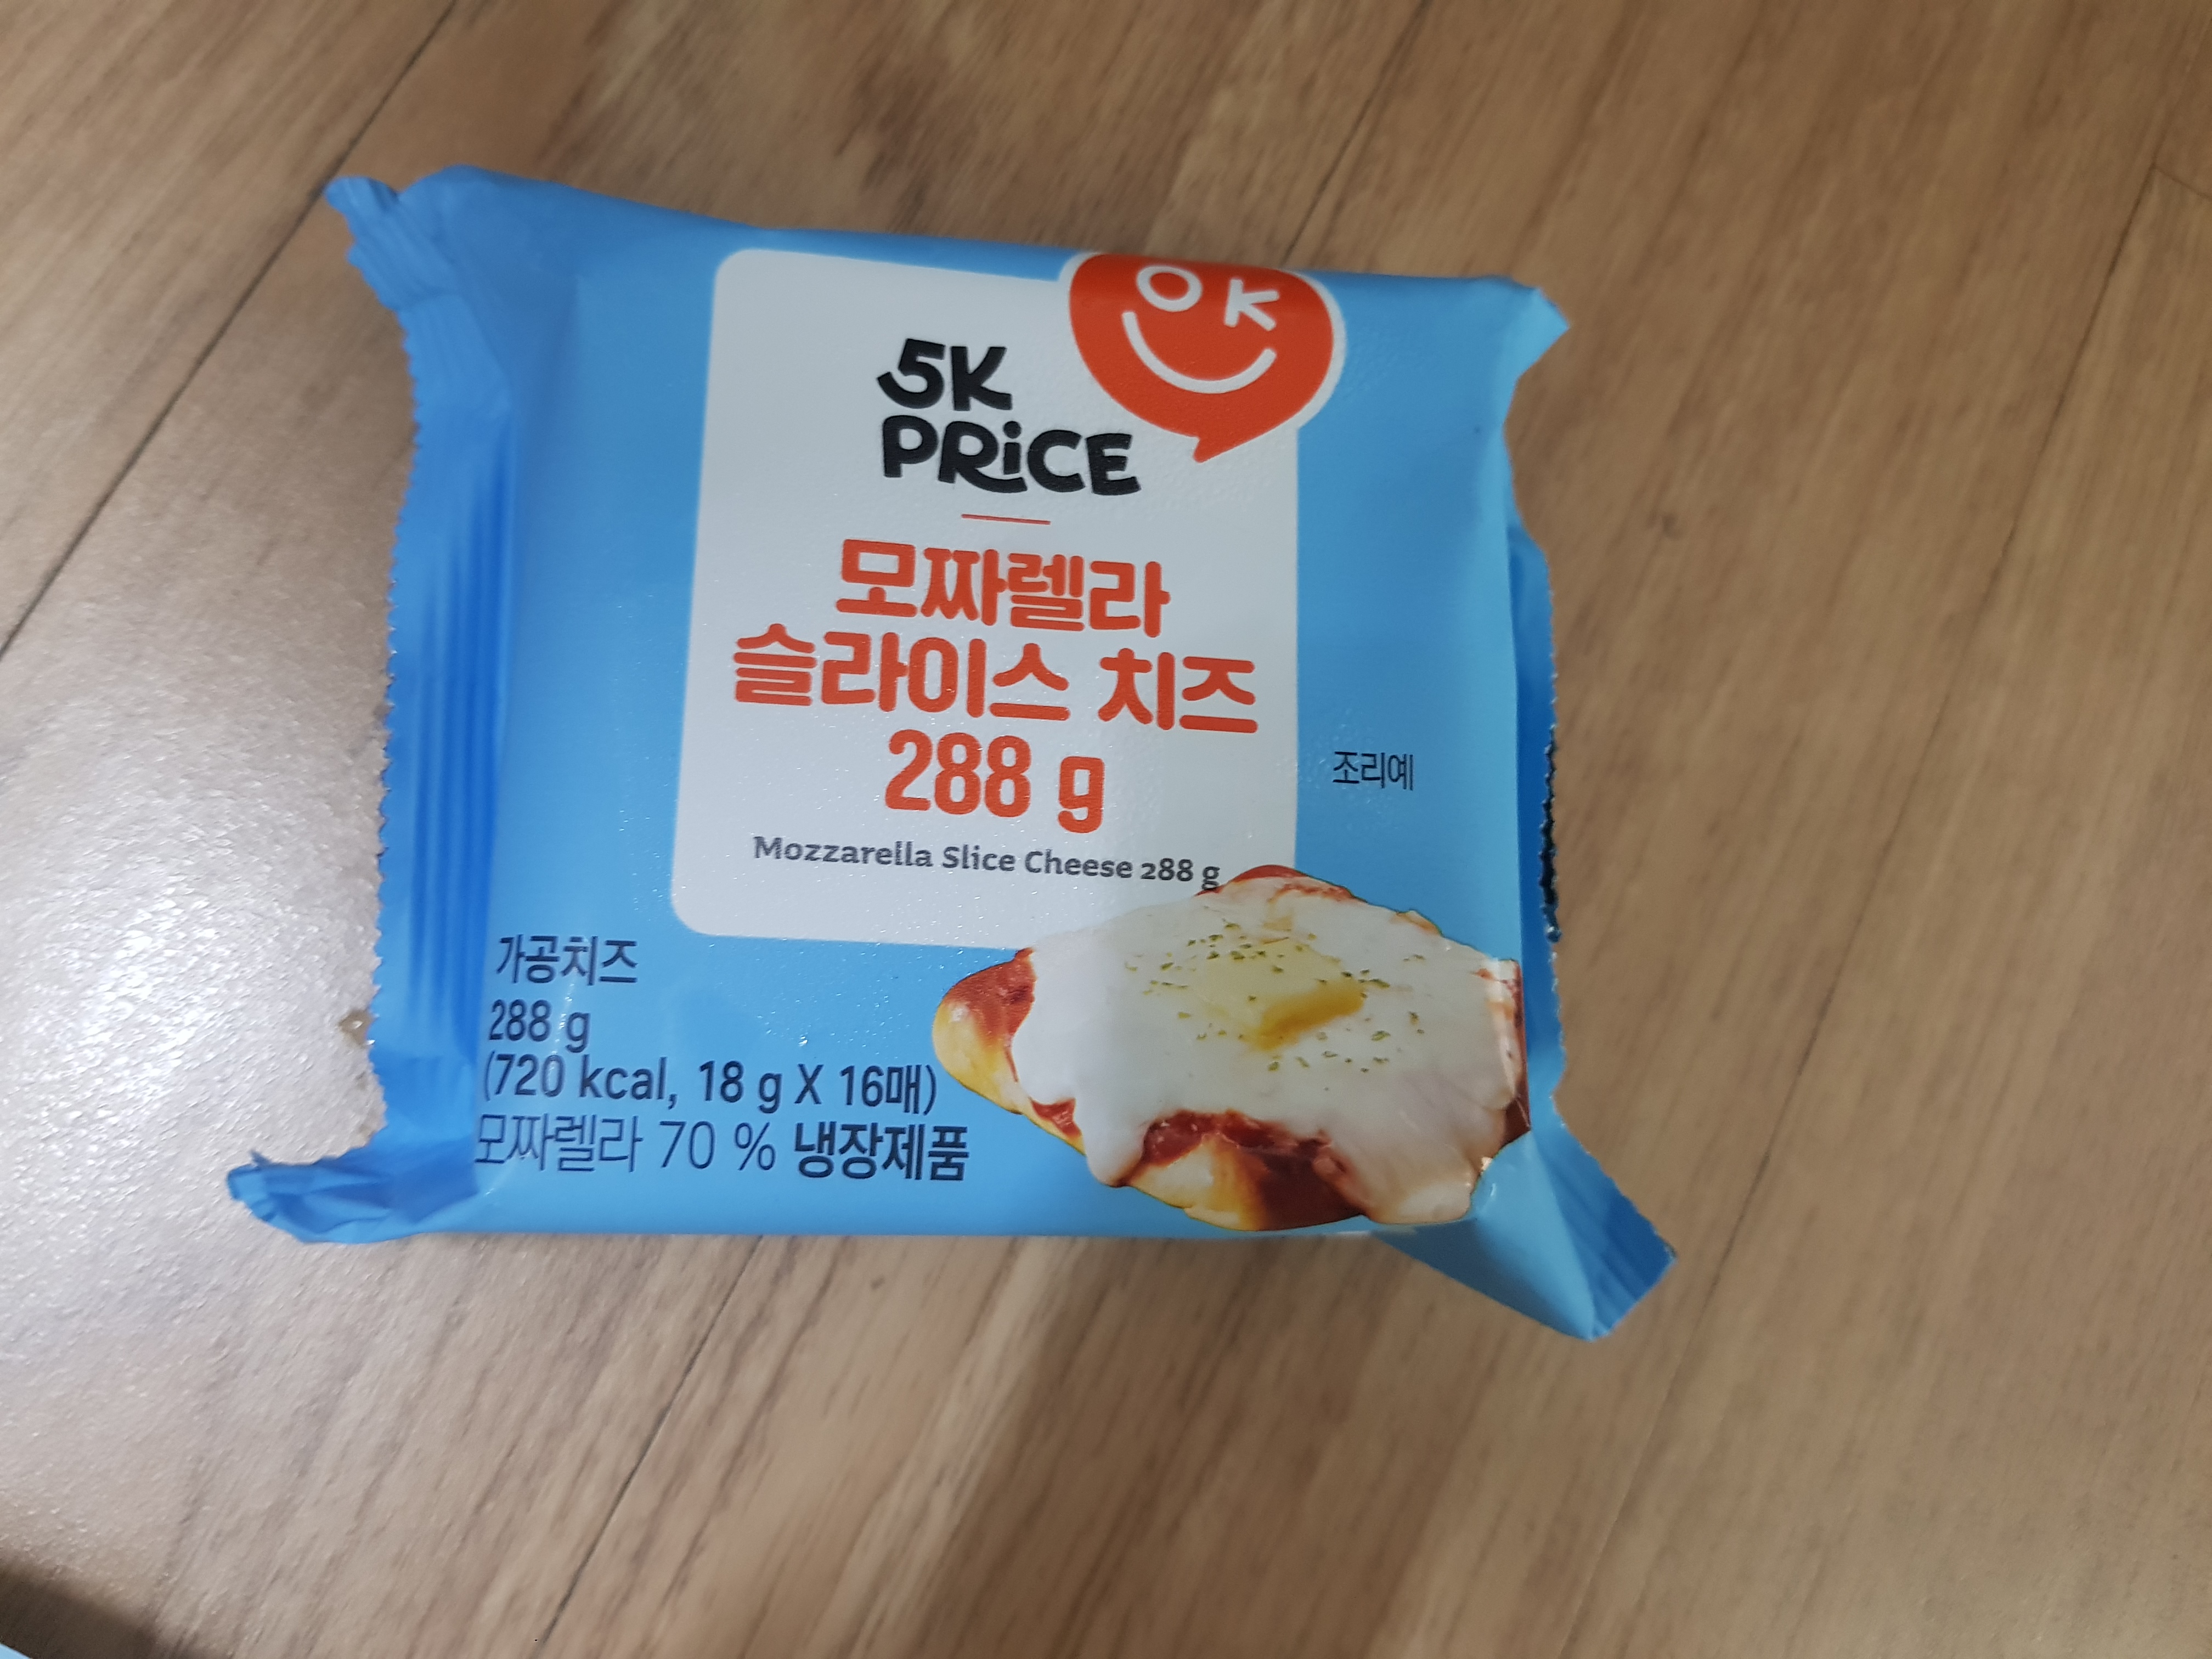 OK
5K
PRiCE
모짜렐라
슬라이스 치즈
288 g
Mozzarella Slice Cheese 288 g
조리예
가공치즈
288 g
(720 kcal, 18 g X 16매)
모짜렐라 70 % 냉장제품